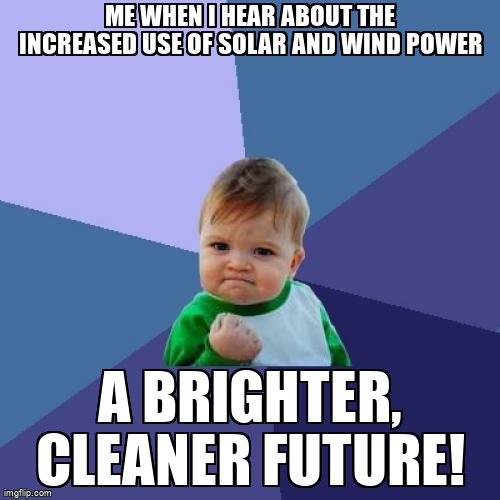 ME WHEN I HEAR ABOUT THE
INCREASED USE OF SOLAR AND WIND POWER
A BRIGHTER,
CLEANER FUTURE!
imgflip.com